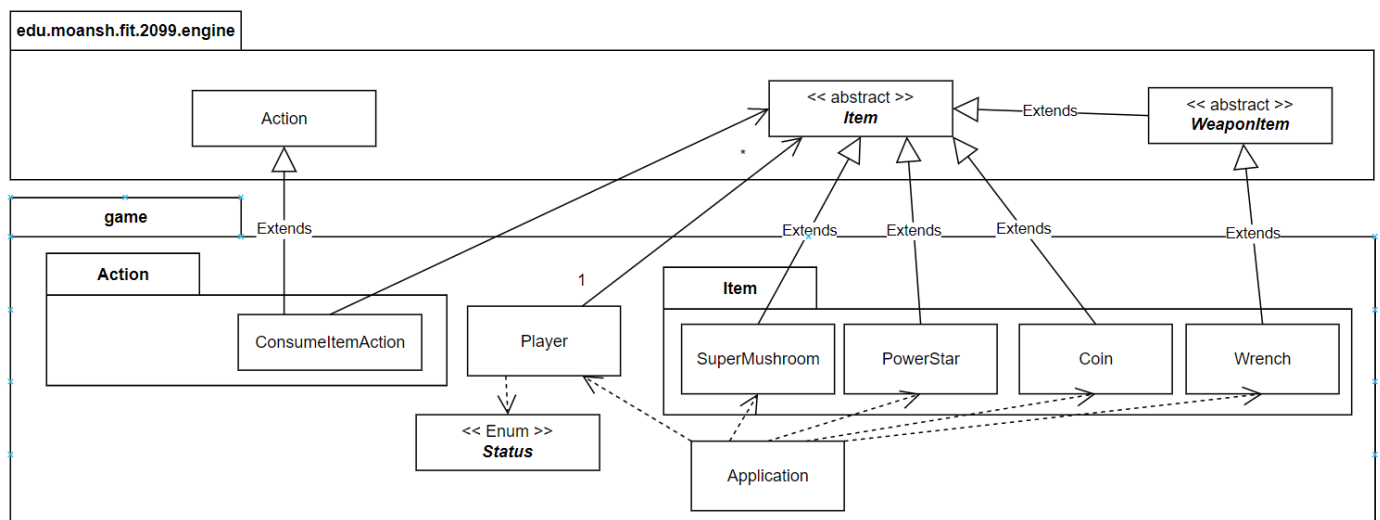 edu.moansh.fit.2099.engine
<< abstract >>
Item
<< abstract >>
WeaponItem
Action
Extends
*
game
Extends
Extends
Extends
Extends
Extends
Action
Item
1
ConsumeItemAction
Player
SuperMushroom
PowerStar
Coin
Wrench
<< Enum >>
Status
Application